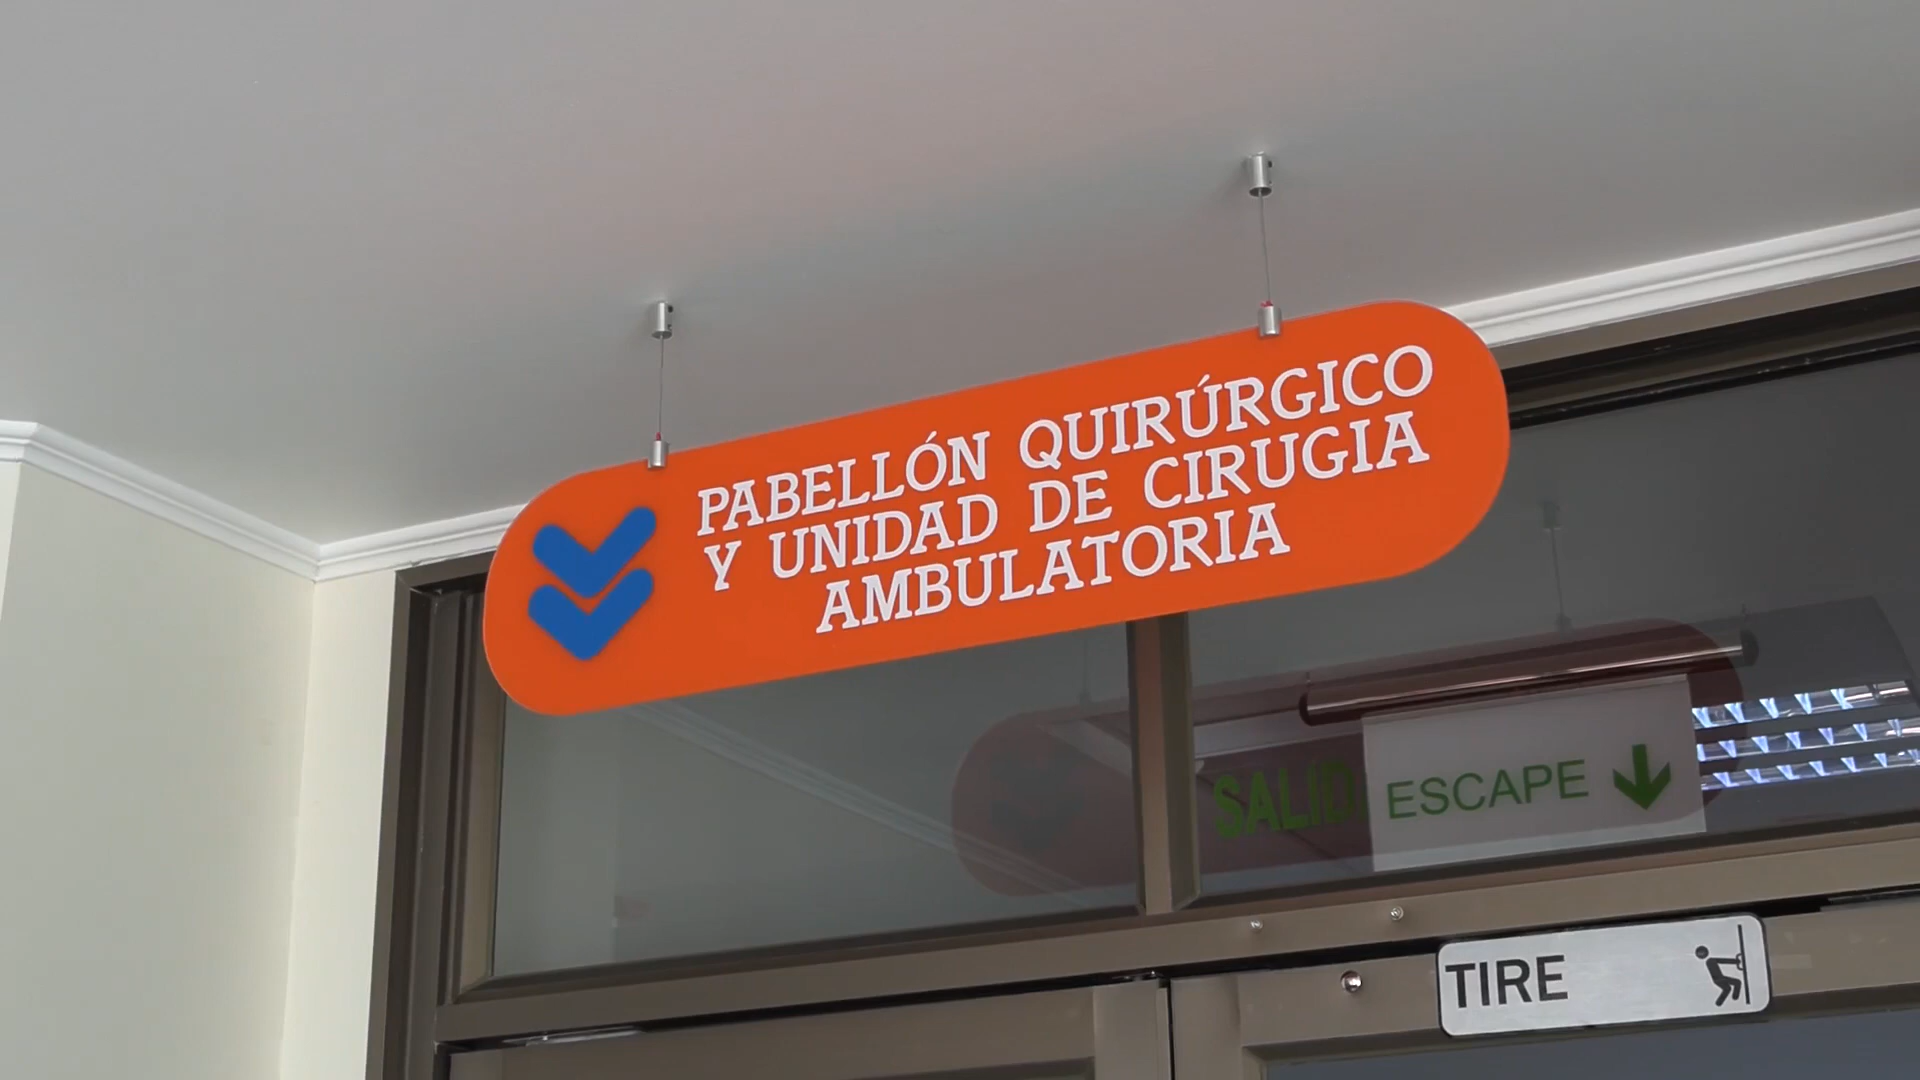 PABELLÓN QUIRÚRGICO
Y UNIDAD DE CIRUGIA
AMBULATORIA
ESCAPE
TIRE